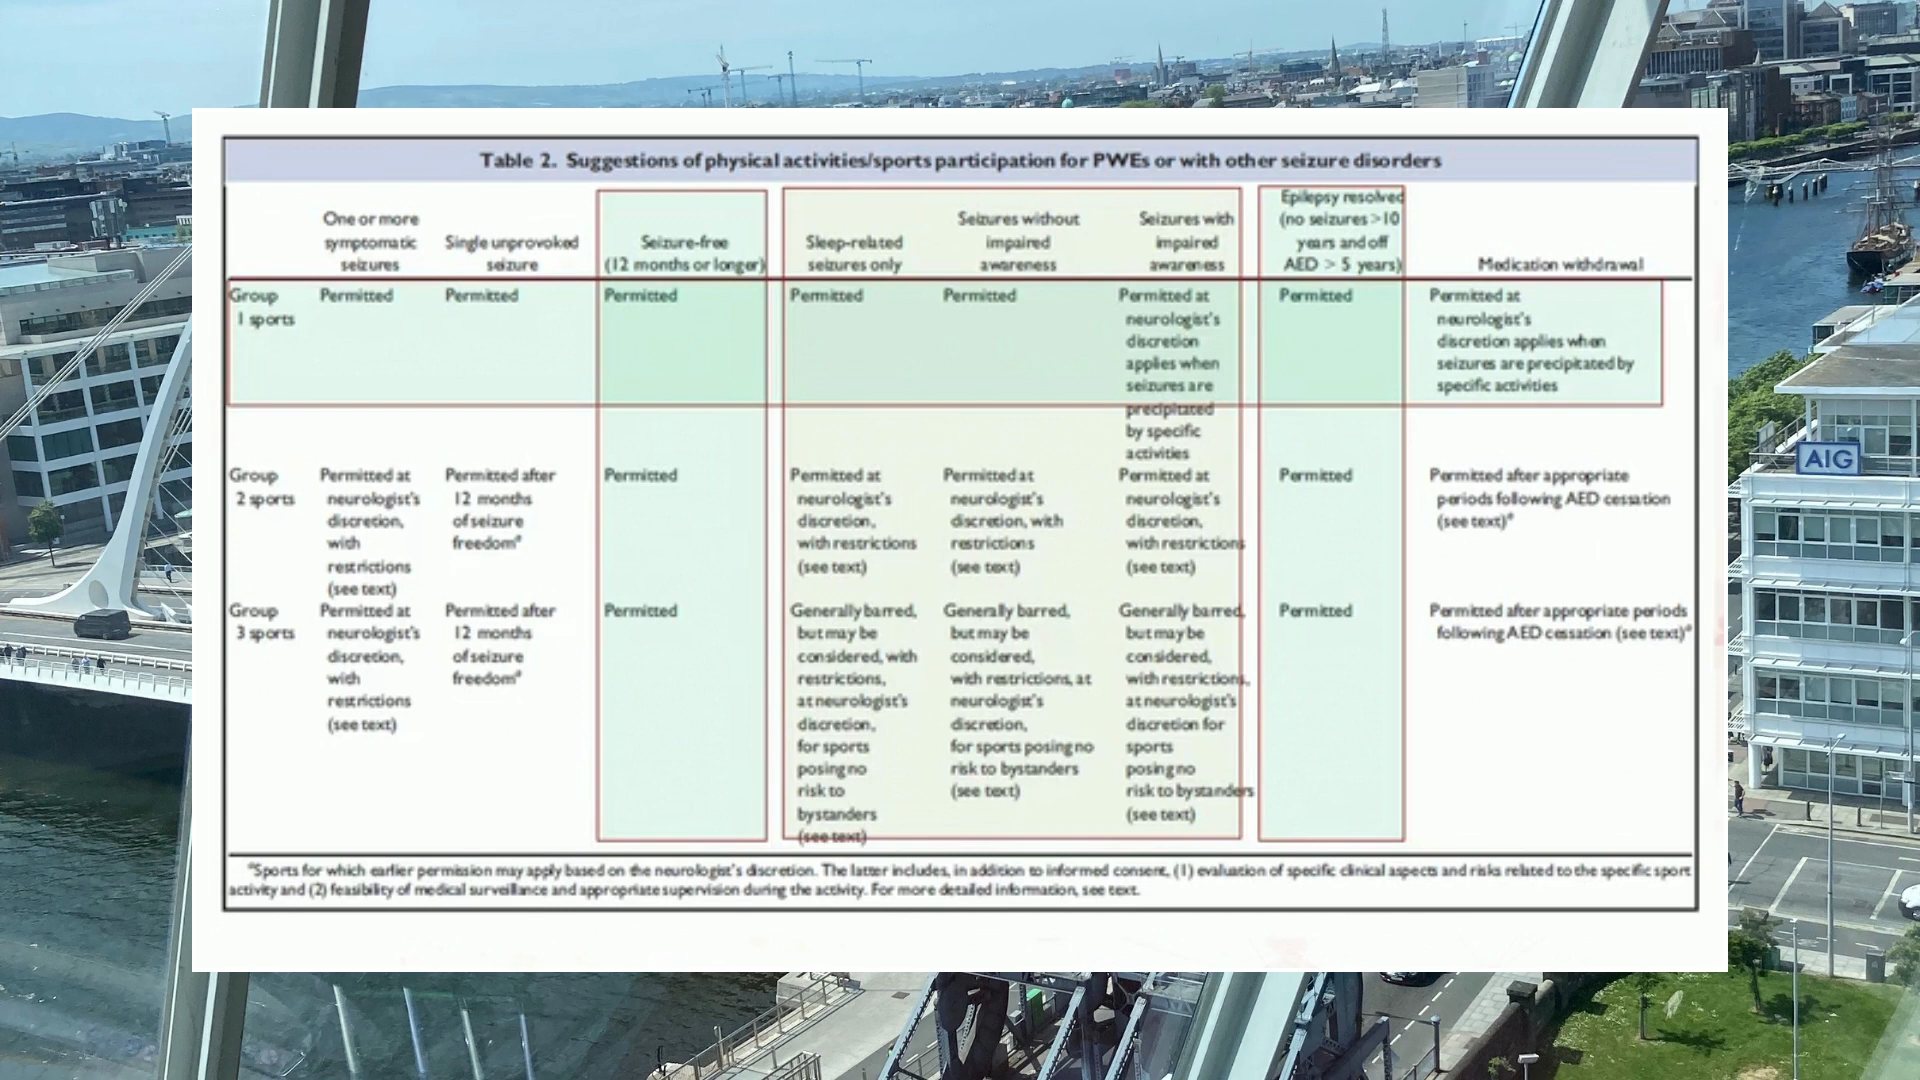 Table 2. Suggestions of physical activities/sports participation for PWEs or with other seizure disorders
One or more
symptomatic
seizures
Single unprovoked
seizure
Seizure-free
(12 months or longer)
Sleep-related
seizures only
Seizures without
impaired
awareness
Seizures with
impaired
awareness
Epilepsy resolved
(no seizures >10
years and off
AED > 5 years)
Medication withdrawal
Group
1 sports
Permitted
Permitted
Permitted
Permitted
Permitted
Permitted at
neurologist's
discretion
applies when
seizures are
precipitated
by specific
activities
Permitted
Permitted at
neurologist's
discretion applies when
seizures are precipitated by
specific activities
Group
2 sports
Permitted at
neurologist's
discretion,
with
restrictions
(see text)
Permitted after
12 months
of seizure
freedomª
Permitted
Permitted at
neurologist's
discretion,
with restrictions
(see text)
Permitted at
neurologist's
discretion, with
restrictions
(see text)
Permitted at
neurologist's
discretion,
with restrictions
(see text)
Permitted
Permitted after appropriate
periods following AED cessation
(see text)ª
Group
3 sports
Permitted at
neurologist's
discretion,
with
restrictions
(see text)
Permitted after
12 months
of seizure
freedomª
Permitted
Generally barred,
but may be
considered, with
restrictions,
at neurologist's
discretion,
for sports
posing no
risk to
bystanders
(see text)
Generally barred,
but may be
considered,
with restrictions, at
neurologist's
discretion,
for sports posing no
risk to bystanders
(see text)
Generally barred,
but may be
considered,
with restrictions,
at neurologist's
discretion for
sports
posing no
risk to bystanders
(see text)
Permitted
Permitted after appropriate periods
following AED cessation (see text)ª
ªSports for which earlier permission may apply based on the neurologist's discretion. The latter includes, in addition to informed consent, (1) evaluation of specific clinical aspects and risks related to the specific sport
activity and (2) feasibility of medical surveillance and appropriate supervision during the activity. For more detailed information, see text.
AIG